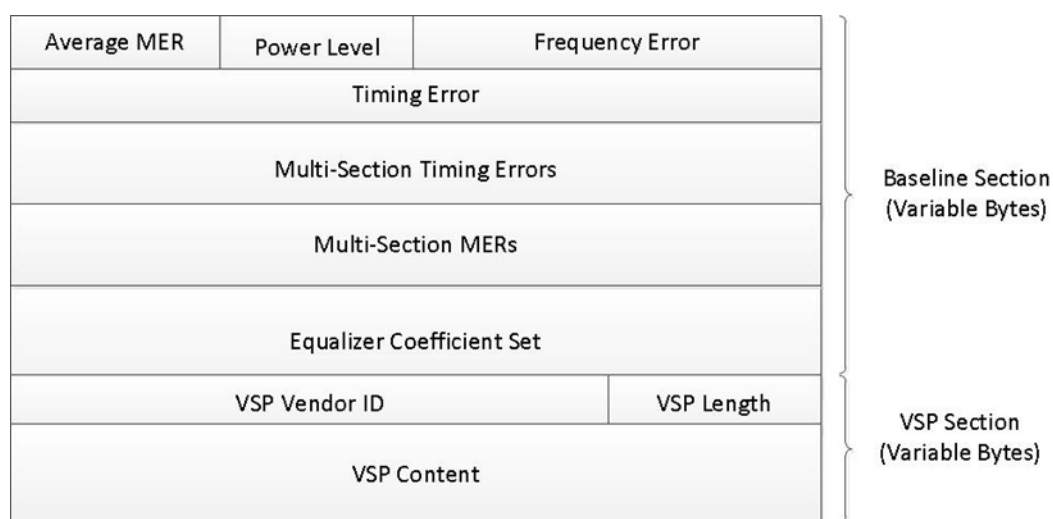 Average MER
Power Level
Frequency Error
Timing Error
Multi-Section Timing Errors
Multi-Section MERs
Equalizer Coefficient Set
Baseline Section
(Variable Bytes)
VSP Vendor ID
VSP Length
VSP Content
VSP Section
(Variable Bytes)